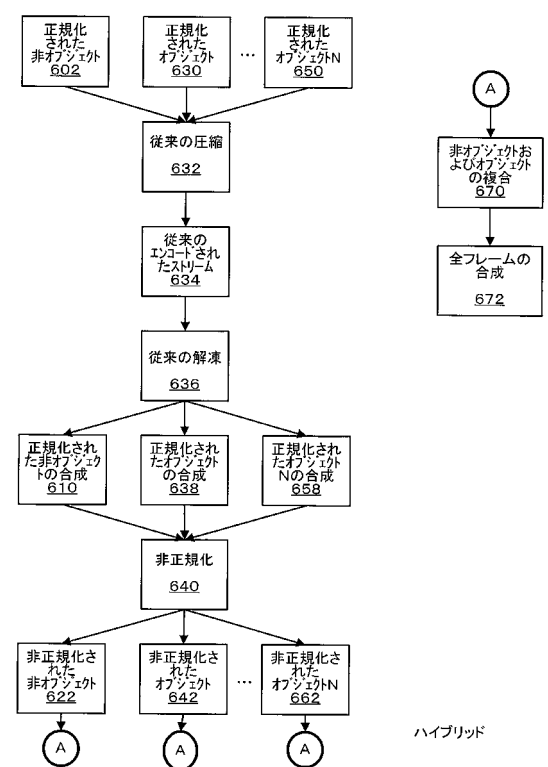 正規化
された
非オブジェクト
602
正規化
された
オブジェクト
630
…
正規化
された
オブジェクトN
650
従来の圧縮
632
従来の
エンコードされ
たストリーム
634
従来の解凍
636
正規化され
た非オブジェク
トの合成
610
正規化され
たオブジェクト
の合成
638
正規化され
たオブジェクト
Nの合成
658
非正規化
640
非正規化さ
れた
非オブジェクト
622
非正規化さ
れた
オブジェクト
642
…
非正規化さ
れた
オブジェクトN
662
A
A
A
A
非オブジェクトお
よびオブジェクト
の複合
670
全フレームの
合成
672
ハイブリッド